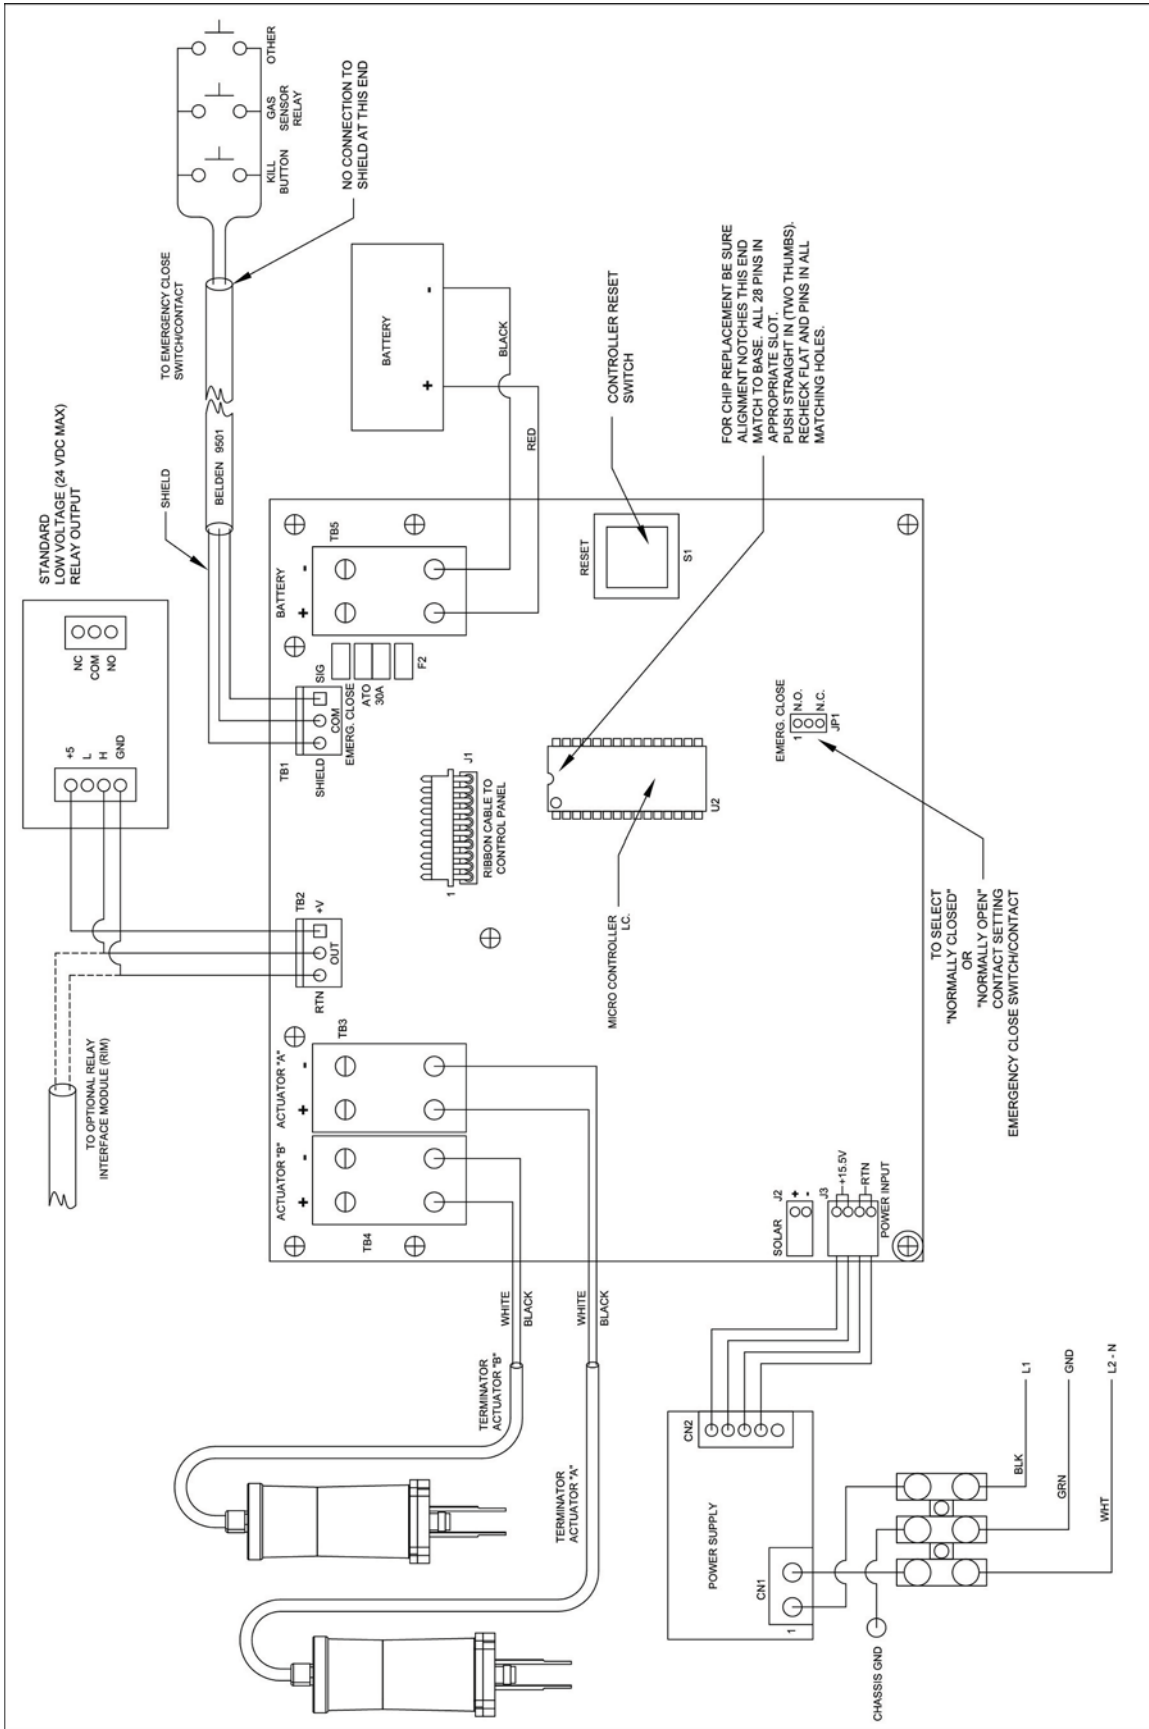 STANDARD
LOW VOLTAGE (24 VDC MAX)
RELAY OUTPUT
NC
COM
NO
+5
L
H
GND
SHIELD
TO EMERGENCY CLOSE
SWITCH/CONTACT
BELDEN 9501
KILL
BUTTON
GAS
SENSOR
RELAY
OTHER
NO CONNECTION TO
SHIELD AT THIS END
TO OPTIONAL RELAY
INTERFACE MODULE (RIM)
TERMINATOR
ACTUATOR "B"
WHITE
BLACK
TERMINATOR
ACTUATOR "A"
WHITE
BLACK
ACTUATOR "B"
+
-
TB4
ACTUATOR "A"
+
-
TB3
TB2
+V
OUT
RTN
TB1
SHIELD
COM
SIG
EMERG. CLOSE
ATO
30A
F2
BATTERY
+
-
TB5
BATTERY
+
-
RED
BLACK
1
J1
RIBBON CABLE TO
CONTROL PANEL
RESET
S1
CONTROLLER RESET
SWITCH
MICRO CONTROLLER
I.C.
U2
FOR CHIP REPLACEMENT BE SURE
ALIGNMENT NOTCHES THIS END
MATCH TO BASE. ALL 28 PINS IN
APPROPRIATE SLOT.
PUSH STRAIGHT IN (TWO THUMBS).
RECHECK FLAT AND PINS IN ALL
MATCHING HOLES.
EMERG. CLOSE
1
N.O.
N.C.
JP1
TO SELECT
"NORMALLY CLOSED"
OR
"NORMALLY OPEN"
CONTACT SETTING
EMERGENCY CLOSE SWITCH/CONTACT
SOLAR
J2
+
-
J3
+15.5V
RTN
POWER INPUT
CN2
POWER SUPPLY
CN1
1
CHASSIS GND
BLK
L1
GRN
GND
WHT
L2 - N